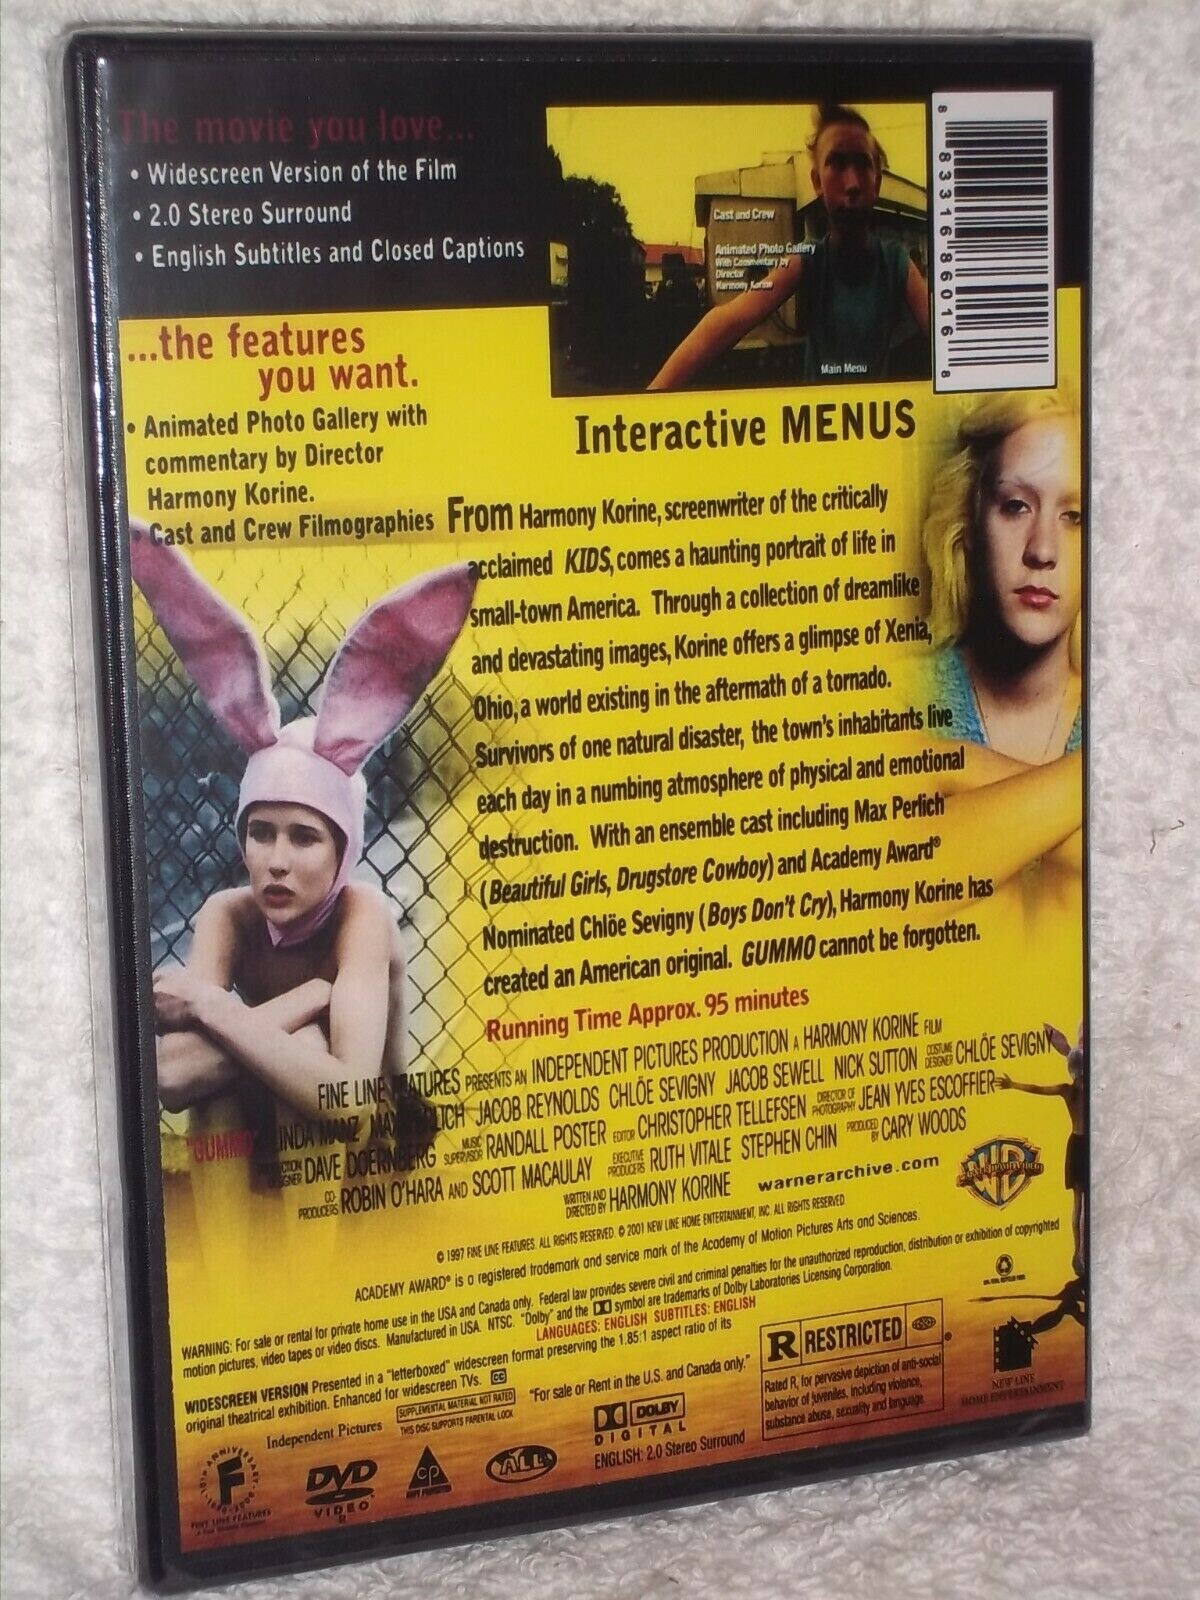 The movie you love...
• Widescreen Version of the Film
• 2.0 Stereo Surround
• English Subtitles and Closed Captions
Cast and Crew
Animated Photo Gallery
With Commentary by
Director
Harmony Korine
Main Menu
8 83316 86016 8
...the features
you want.
• Animated Photo Gallery with
commentary by Director
Harmony Korine.
• Cast and Crew Filmographies
Interactive MENUS
From Harmony Korine, screenwriter of the critically
acclaimed KIDS, comes a haunting portrait of life in
small-town America. Through a collection of dreamlike
and devastating images, Korine offers a glimpse of Xenia,
Ohio, a world existing in the aftermath of a tornado.
Survivors of one natural disaster, the town's inhabitants live
each day in a numbing atmosphere of physical and emotional
destruction. With an ensemble cast including Max Perlich
(Beautiful Girls, Drugstore Cowboy) and Academy Award®
Nominated Chlöe Sevigny (Boys Don't Cry), Harmony Korine has
created an American original. GUMMO cannot be forgotten.
Running Time Approx. 95 minutes
FINE LINE FEATURES PRESENTS AN INDEPENDENT PICTURES PRODUCTION A HARMONY KORINE FILM
"GUMMO" LINDA MANZ MAX PERLICH JACOB REYNOLDS CHLÖE SEVIGNY JACOB SEWELL NICK SUTTON COSTUME DESIGNER CHLÖE SEVIGNY
PRODUCTION DESIGNER DAVE DOERNBERG MUSIC SUPERVISOR RANDALL POSTER EDITOR CHRISTOPHER TELLEFSEN DIRECTOR OF PHOTOGRAPHY JEAN YVES ESCOFFIER
CO-PRODUCERS ROBIN O'HARA AND SCOTT MACAULAY EXECUTIVE PRODUCERS RUTH VITALE STEPHEN CHIN PRODUCED BY CARY WOODS
WRITTEN AND DIRECTED BY HARMONY KORINE warnerarchive.com
© 1997 FINE LINE FEATURES. ALL RIGHTS RESERVED. © 2001 NEW LINE HOME ENTERTAINMENT, INC. ALL RIGHTS RESERVED.
ACADEMY AWARD® is a registered trademark and service mark of the Academy of Motion Pictures Arts and Sciences.
WARNING: For sale or rental for private home use in the USA and Canada only. Federal law provides severe civil and criminal penalties for the unauthorized reproduction, distribution or exhibition of copyrighted
motion pictures, video tapes or video discs. Manufactured in USA. NTSC. "Dolby" and the symbol are trademarks of Dolby Laboratories Licensing Corporation.
LANGUAGES: ENGLISH SUBTITLES: ENGLISH
WIDESCREEN VERSION Presented in a "letterboxed" widescreen format preserving the 1.85:1 aspect ratio of its
original theatrical exhibition. Enhanced for widescreen TVs. CC
"For sale or Rent in the U.S. and Canada only."
SUPPLEMENTAL MATERIAL NOT RATED
THIS DISC SUPPORTS PARENTAL LOCK
R RESTRICTED
Rated R, for pervasive depiction of anti-social
behavior of juveniles, including violence,
substance abuse, sexuality and language.
NEW LINE
HOME ENTERTAINMENT
Independent Pictures
ANNIVERSARY
F
FINE LINE FEATURES
DVD
VIDEO
R
CP
ALL
DOLBY
DIGITAL
ENGLISH: 2.0 Stereo Surround